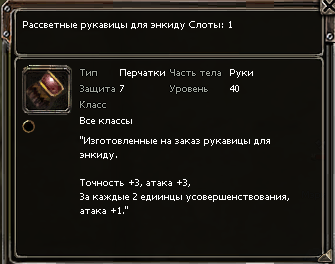 Рассветные рукавицы для энкиду Слоты: 1
Тип Перчатки Часть тела Руки
Защита 7 Уровень 40
Класс
Все классы
"Изготовленные на заказ рукавицы для
энкиду.
Точность +3, атака +3,
За каждые 2 едиинцы усовершенствования,
атака +1."